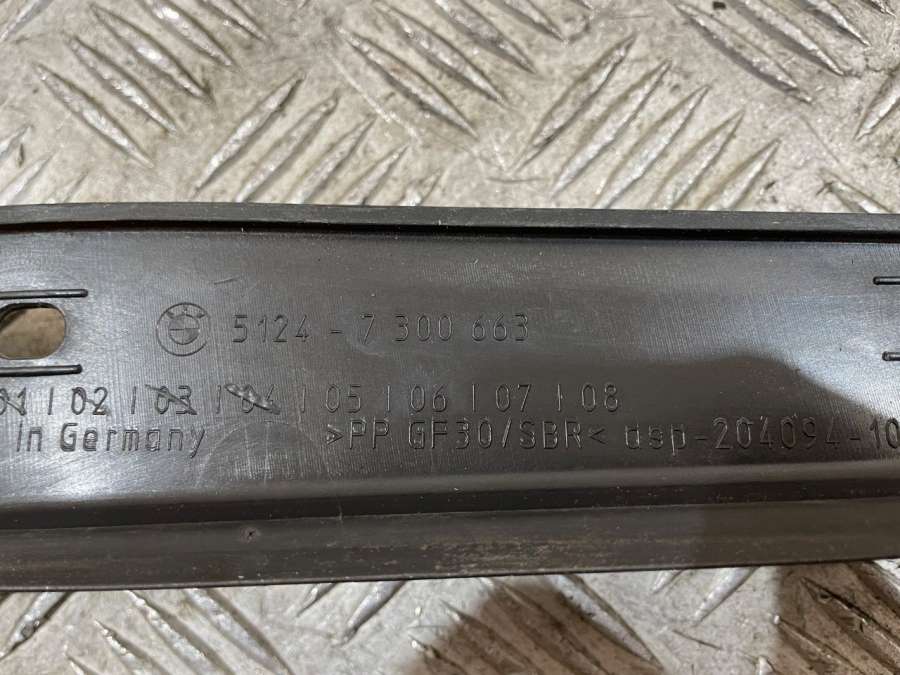 5124 - 7 300 663
01 | 02 | 03 | 04 | 05 | 06 | 07 | 08
in Germany >PP GF30/SBR< dsp-204094-10